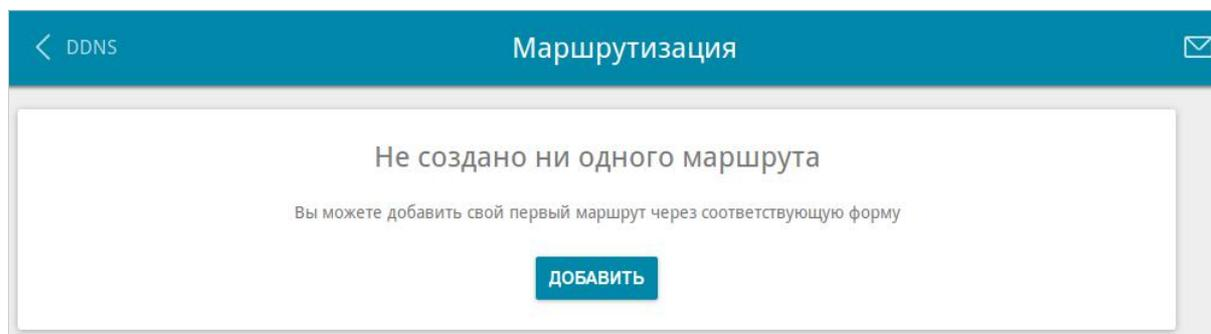 DDNS
Маршрутизация
Не создано ни одного маршрута
Вы можете добавить свой первый маршрут через соответствующую форму
ДОБАВИТЬ